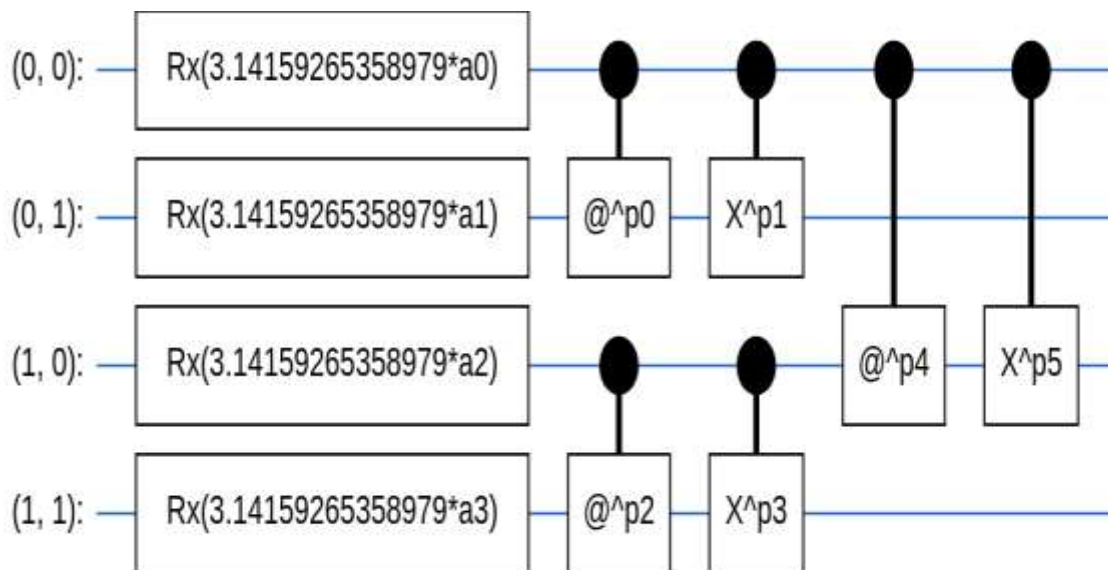 (0, 0): Rx(3.14159265358979*a0)
(0, 1): Rx(3.14159265358979*a1) @^p0 X^p1
(1, 0): Rx(3.14159265358979*a2) @^p4 X^p5
(1, 1): Rx(3.14159265358979*a3) @^p2 X^p3